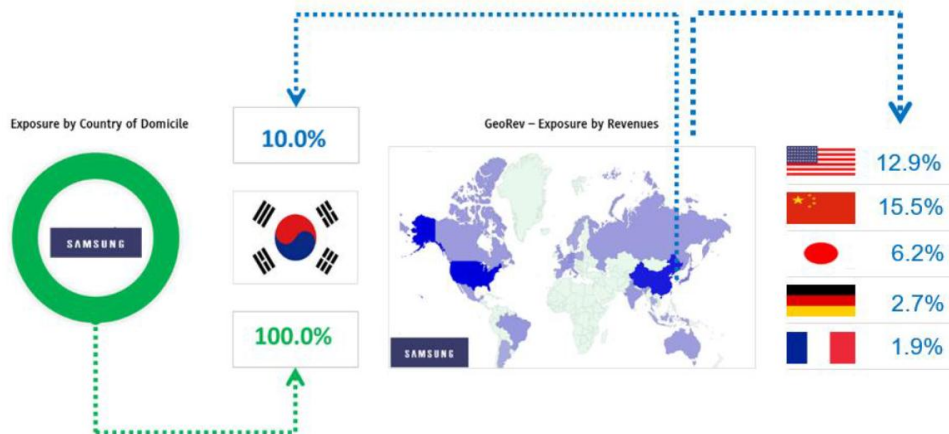 Exposure by Country of Domicile
SAMSUNG
10.0%
100.0%
GeoRev – Exposure by Revenues
SAMSUNG
12.9%
15.5%
6.2%
2.7%
1.9%